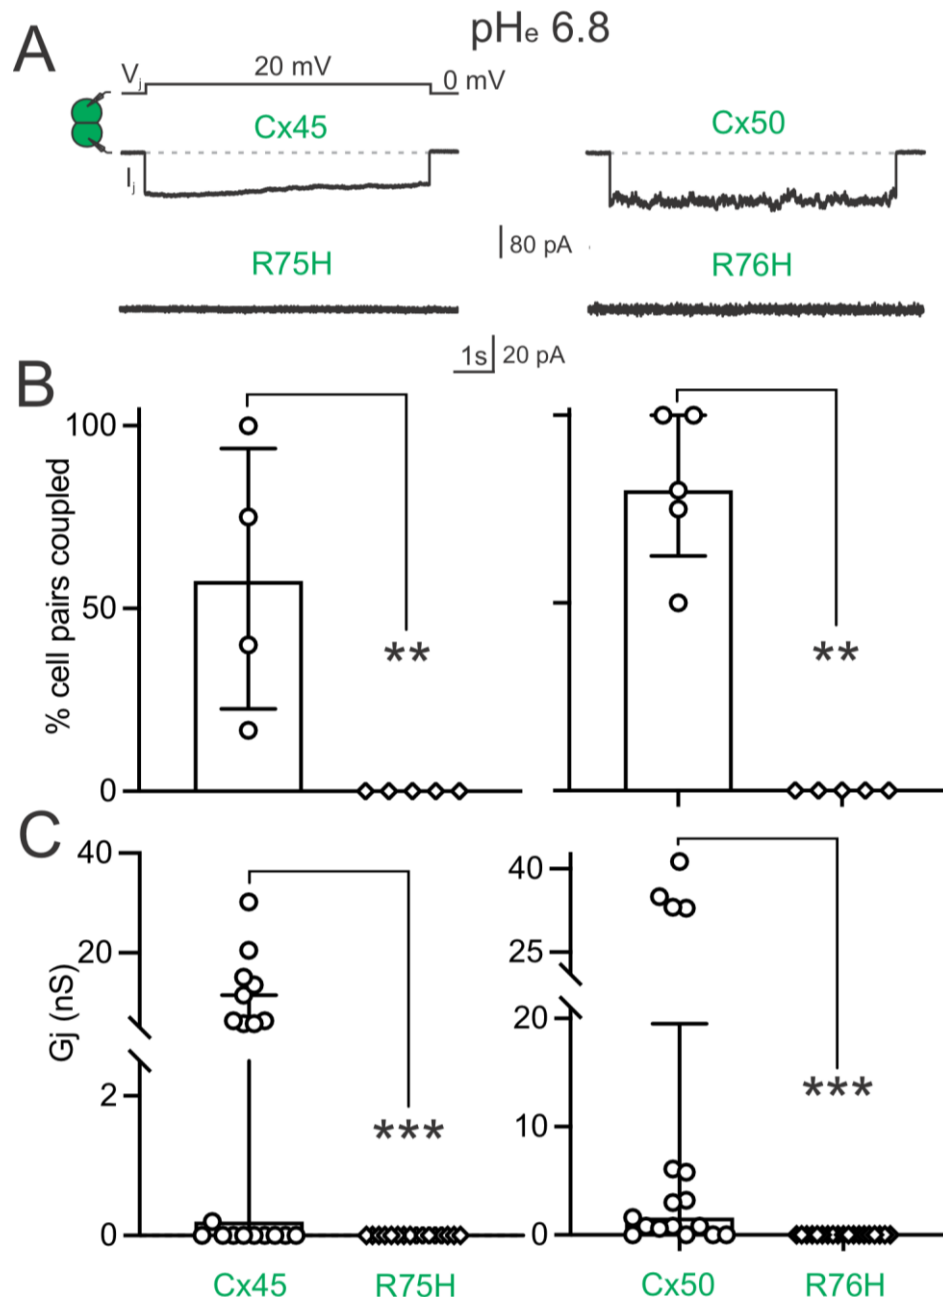 A
pHe 6.8
Vj
20 mV
0 mV
Cx45
Cx50
Ij
80 pA
R75H
R76H
1s
20 pA
B
% cell pairs coupled
100
50
0
**
**
C
Gj (nS)
40
20
2
0
***
40
25
20
10
0
***
Cx45
R75H
Cx50
R76H